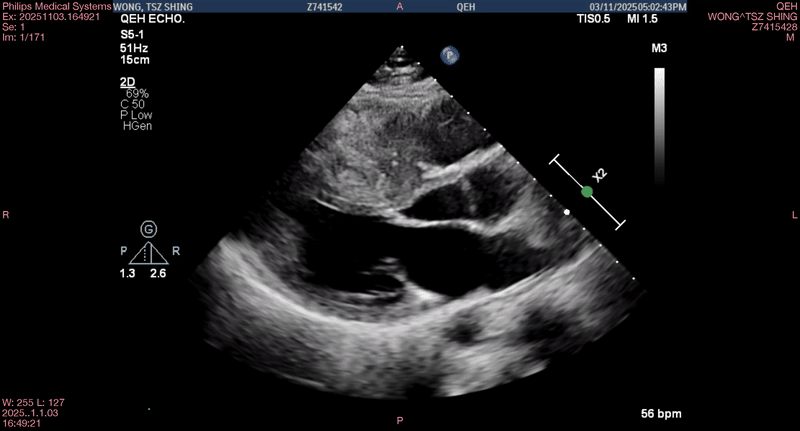 Philips Medical Systems
Ex: 20251103.164921
Se: 1
Im: 1/171
WONG, TSZ SHING
Z741542
A
QEH
03/11/202505:02:43PM
QEH
WONG^TSZ SHING
Z7415428
M
QEH ECHO.
TIS0.5 MI 1.5
S5-1
51Hz
15cm
M3
2D
69%
C 50
P Low
HGen
P
X2
R
L
G
P R
1.3 2.6
W: 255 L: 127
2025..1.1.03
16:49:21
P
56 bpm